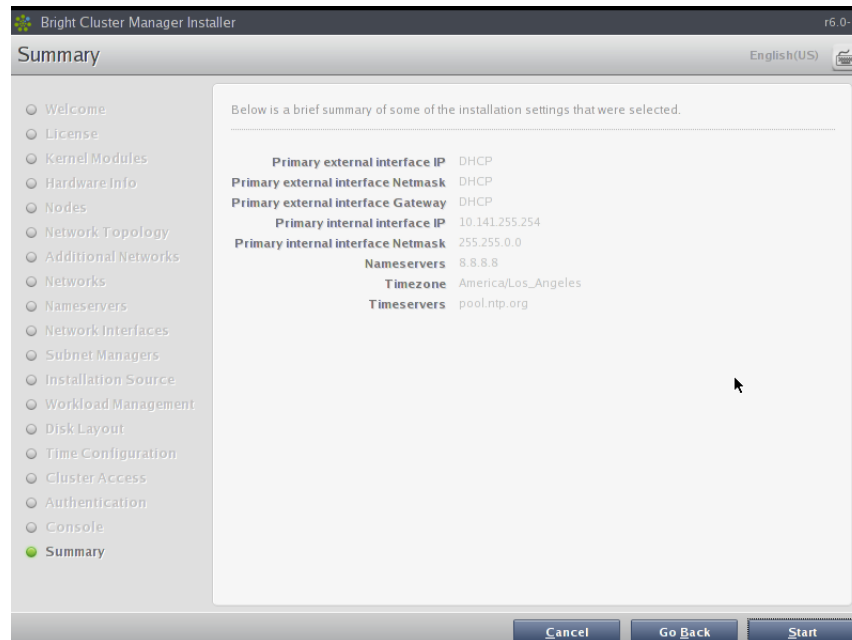 Bright Cluster Manager Installer r6.0-
Summary English(US)
Welcome
License
Kernel Modules
Hardware Info
Nodes
Network Topology
Additional Networks
Networks
Nameservers
Network Interfaces
Subnet Managers
Installation Source
Workload Management
Disk Layout
Time Configuration
Cluster Access
Authentication
Console
Summary
Below is a brief summary of some of the installation settings that were selected.
Primary external interface IP DHCP
Primary external interface Netmask DHCP
Primary external interface Gateway DHCP
Primary internal interface IP 10.141.255.254
Primary internal interface Netmask 255.255.0.0
Nameservers 8.8.8.8
Timezone America/Los_Angeles
Timeservers pool.ntp.org
Cancel Go Back Start